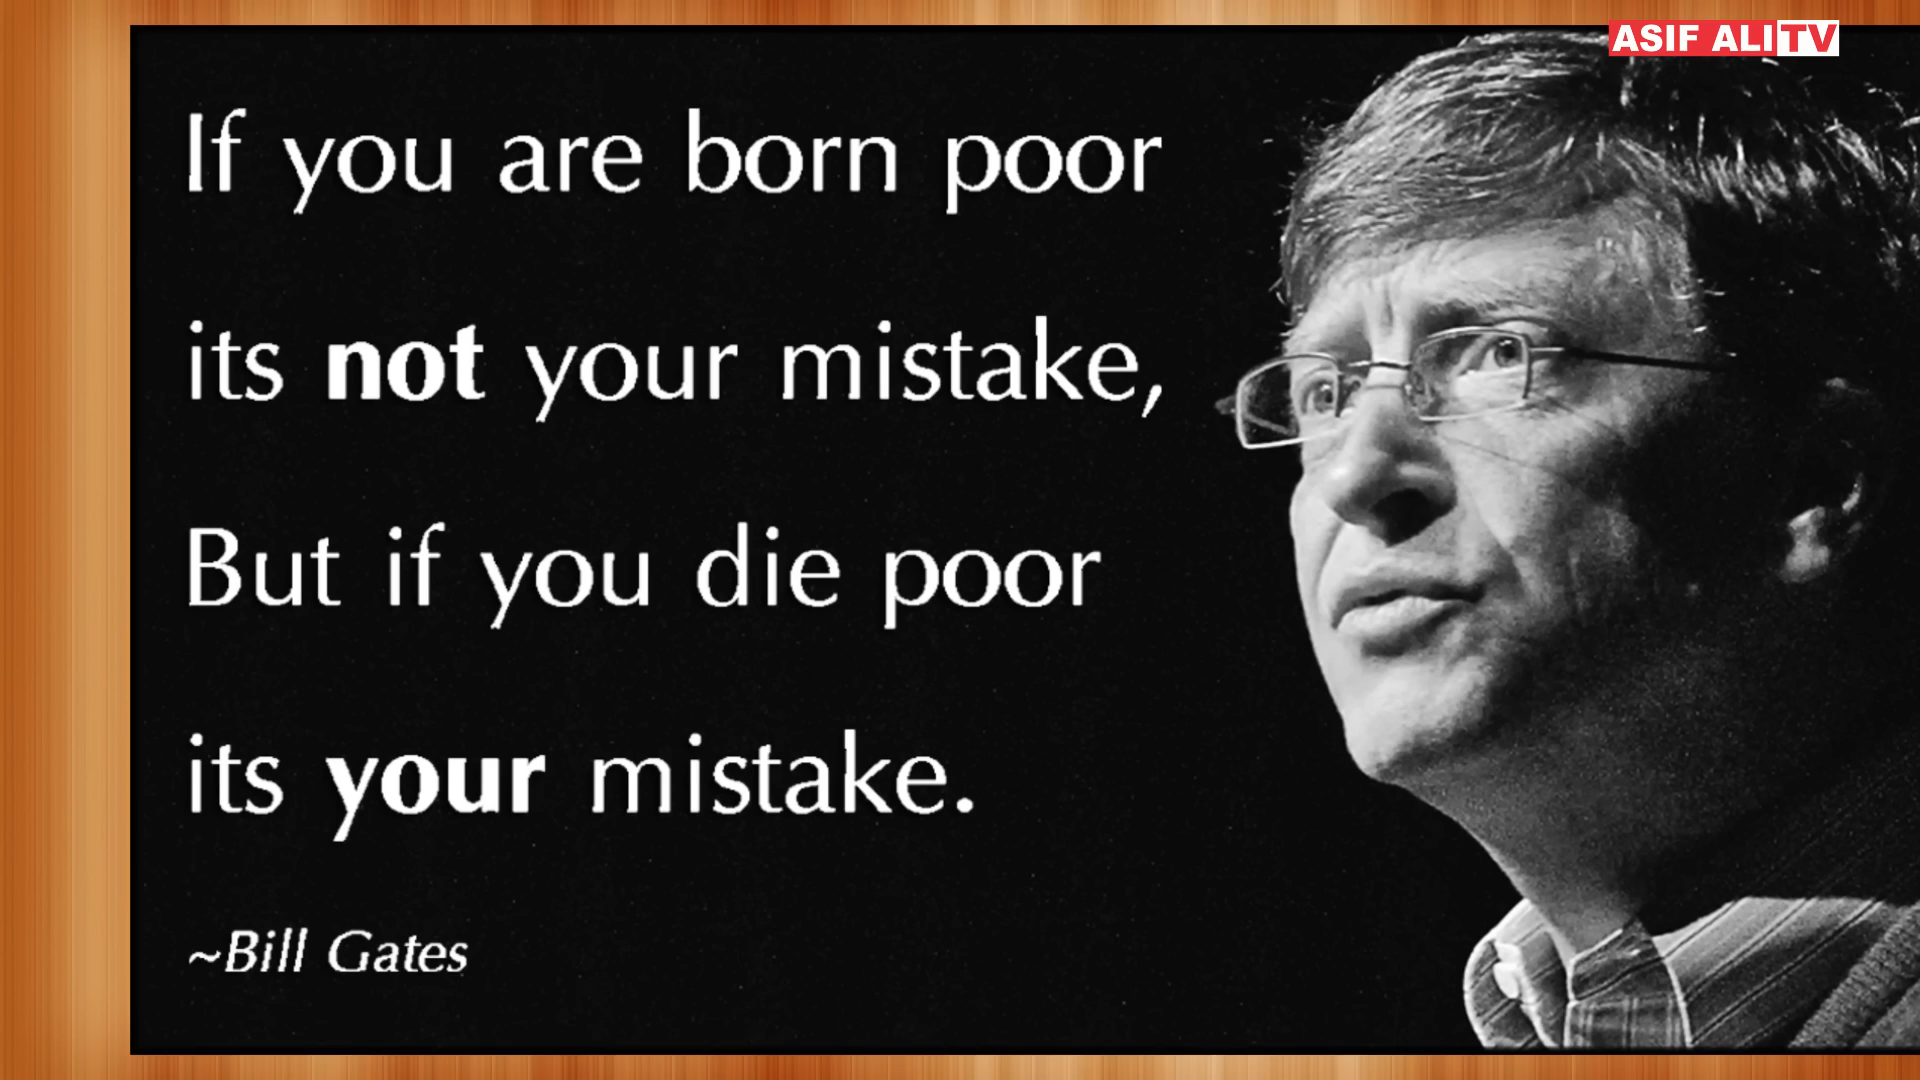 ASIF ALI TV
If you are born poor
its not your mistake,
But if you die poor
its your mistake.
~Bill Gates